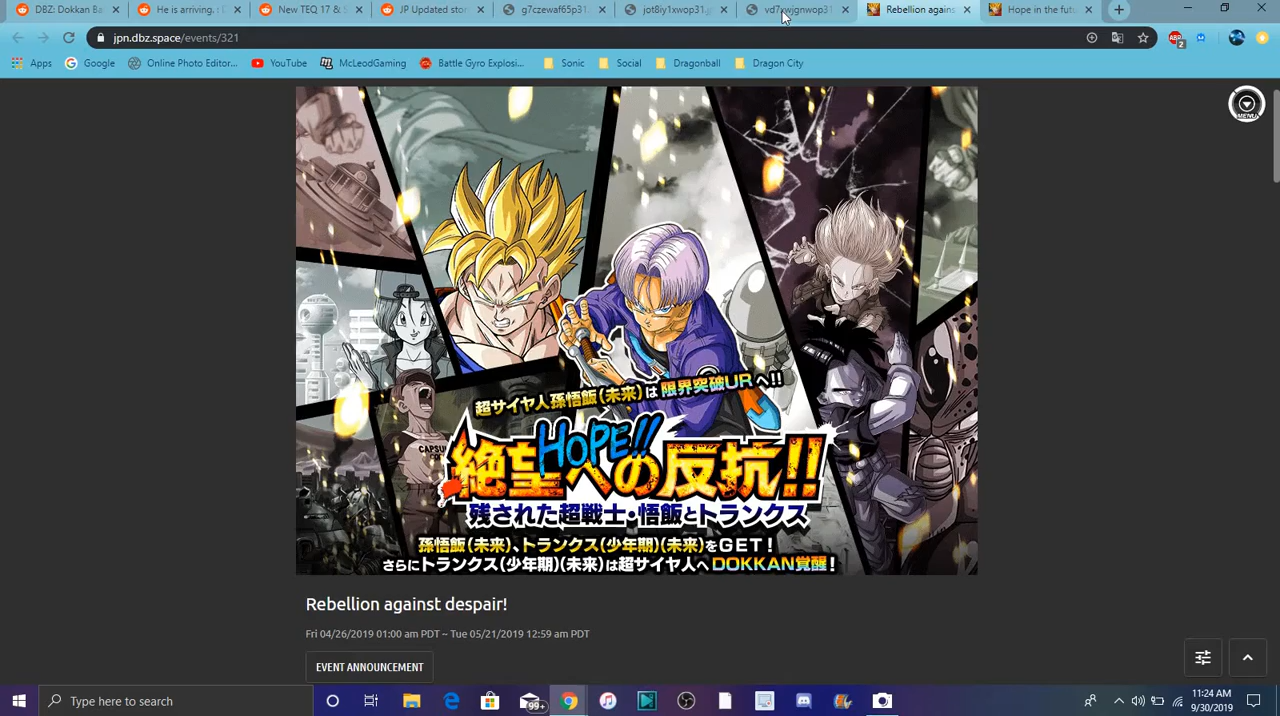 DBZ: Dokkan Ba
He is arriving. : D
New TEQ 17 & S
JP Updated stor
g7czewaf65p31.
jot8iy1xwop31.j
Rebellion agains
Hope in the futu
jpn.dbz.space/events/321
ABP
2
Apps
Google
Online Photo Editor...
YouTube
McLeodGaming
Battle Gyro Explosi...
Sonic
Social
Dragonball
Dragon City
MENU
超サイヤ人孫悟飯(未来)は限界突破URへ!!
HOPE!!
絶望への反抗!!
残された超戦士・悟飯とトランクス
孫悟飯(未来)、トランクス(少年期)(未来)をGET!
さらにトランクス(少年期)(未来)は超サイヤ人へDOKKAN覚醒!
Rebellion against despair!
Fri 04/26/2019 01:00 am PDT ~ Tue 05/21/2019 12:59 am PDT
EVENT ANNOUNCEMENT
Type here to search
99+
11:24 AM
9/30/2019